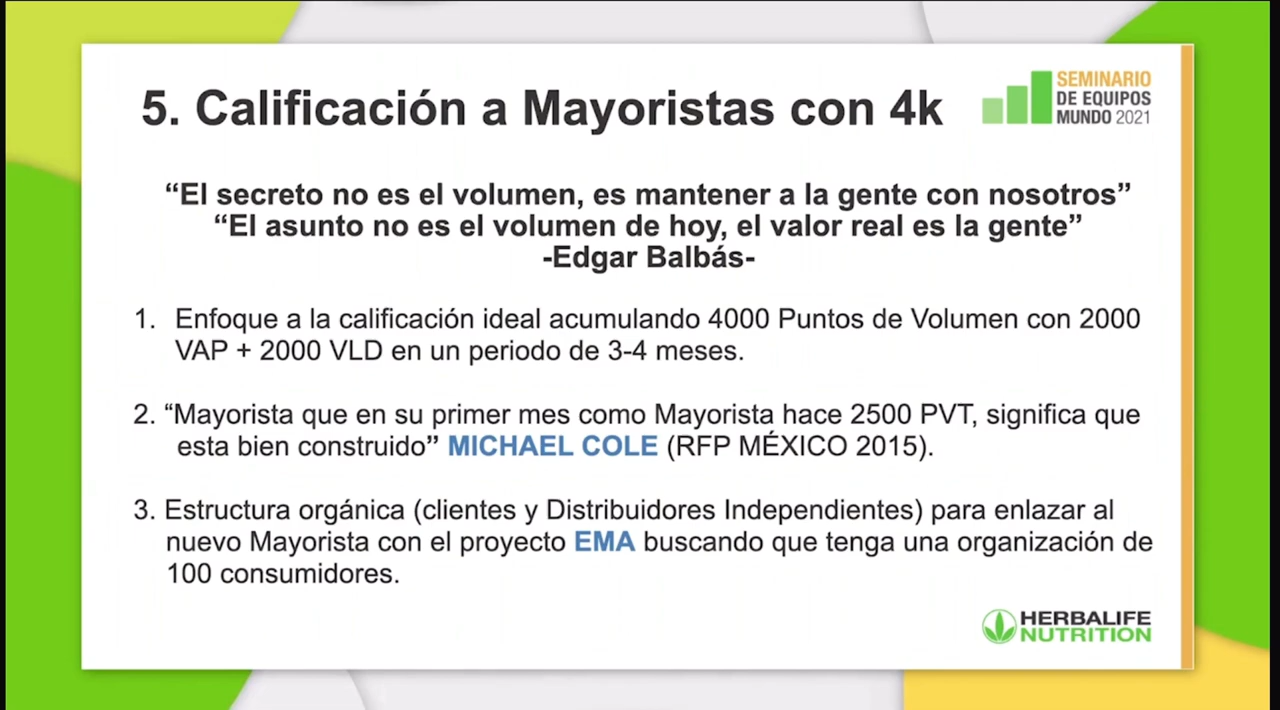 5. Calificación a Mayoristas con 4k
SEMINARIO
DE EQUIPOS
MUNDO 2021
“El secreto no es el volumen, es mantener a la gente con nosotros”
“El asunto no es el volumen de hoy, el valor real es la gente”
-Edgar Balbás-
1. Enfoque a la calificación ideal acumulando 4000 Puntos de Volumen con 2000
VAP + 2000 VLD en un periodo de 3-4 meses.
2. “Mayorista que en su primer mes como Mayorista hace 2500 PVT, significa que
esta bien construido” MICHAEL COLE (RFP MÉXICO 2015).
3. Estructura orgánica (clientes y Distribuidores Independientes) para enlazar al
nuevo Mayorista con el proyecto EMA buscando que tenga una organización de
100 consumidores.
HERBALIFE
NUTRITION